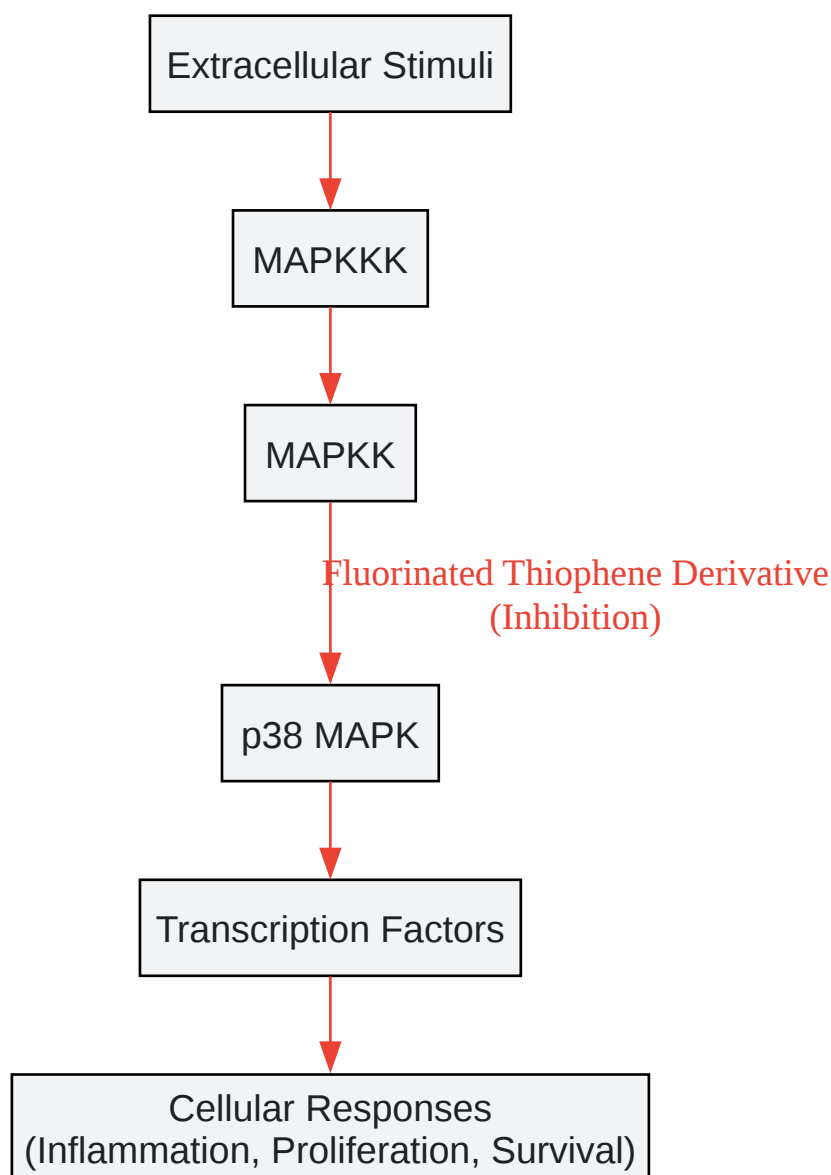 Extracellular Stimuli
MAPKKK
MAPKK
Fluorinated Thiophene Derivative
(Inhibition)
p38 MAPK
Transcription Factors
Cellular Responses
(Inflammation, Proliferation, Survival)